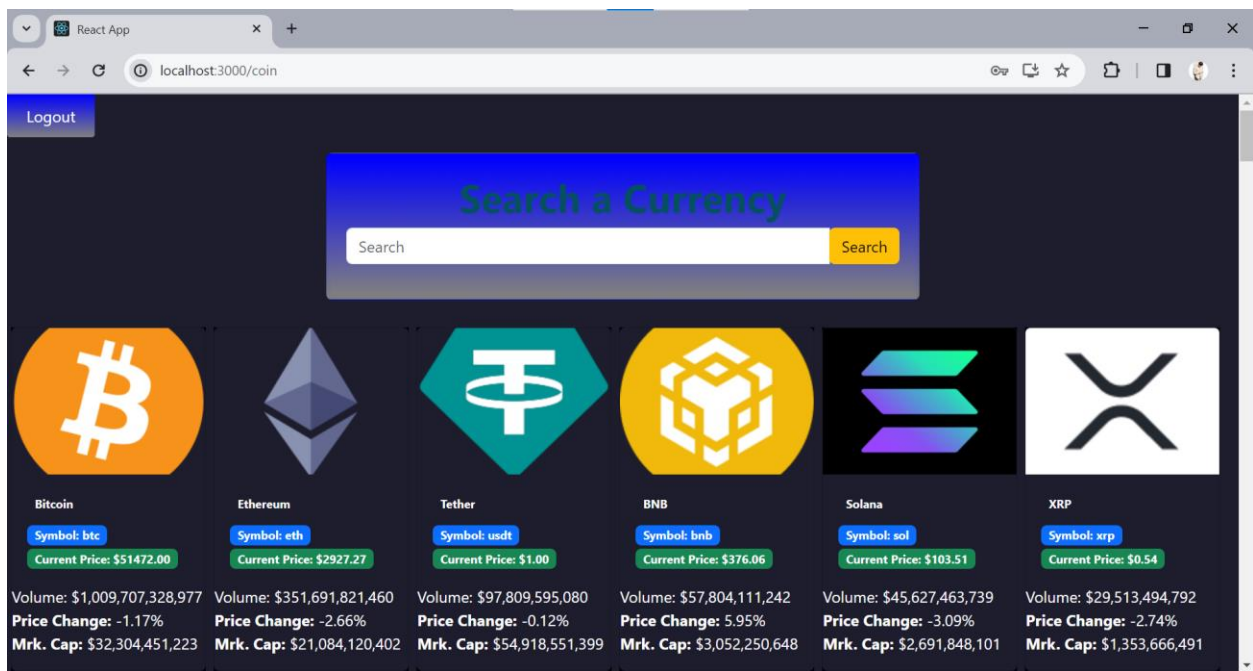 React App
localhost:3000/coin
Logout
Search a Currency
Search Search
Bitcoin Ethereum Tether BNB Solana XRP
Symbol: btc Symbol: eth Symbol: usdt Symbol: bnb Symbol: sol Symbol: xrp
Current Price: $51472.00 Current Price: $2927.27 Current Price: $1.00 Current Price: $376.06 Current Price: $103.51 Current Price: $0.54
Volume: $1,009,707,328,977 Volume: $351,691,821,460 Volume: $97,809,595,080 Volume: $57,804,111,242 Volume: $45,627,463,739 Volume: $29,513,494,792
Price Change: -1.17% Price Change: -2.66% Price Change: -0.12% Price Change: 5.95% Price Change: -3.09% Price Change: -2.74%
Mrk. Cap: $32,304,451,223 Mrk. Cap: $21,084,120,402 Mrk. Cap: $54,918,551,399 Mrk. Cap: $3,052,250,648 Mrk. Cap: $2,691,848,101 Mrk. Cap: $1,353,666,491